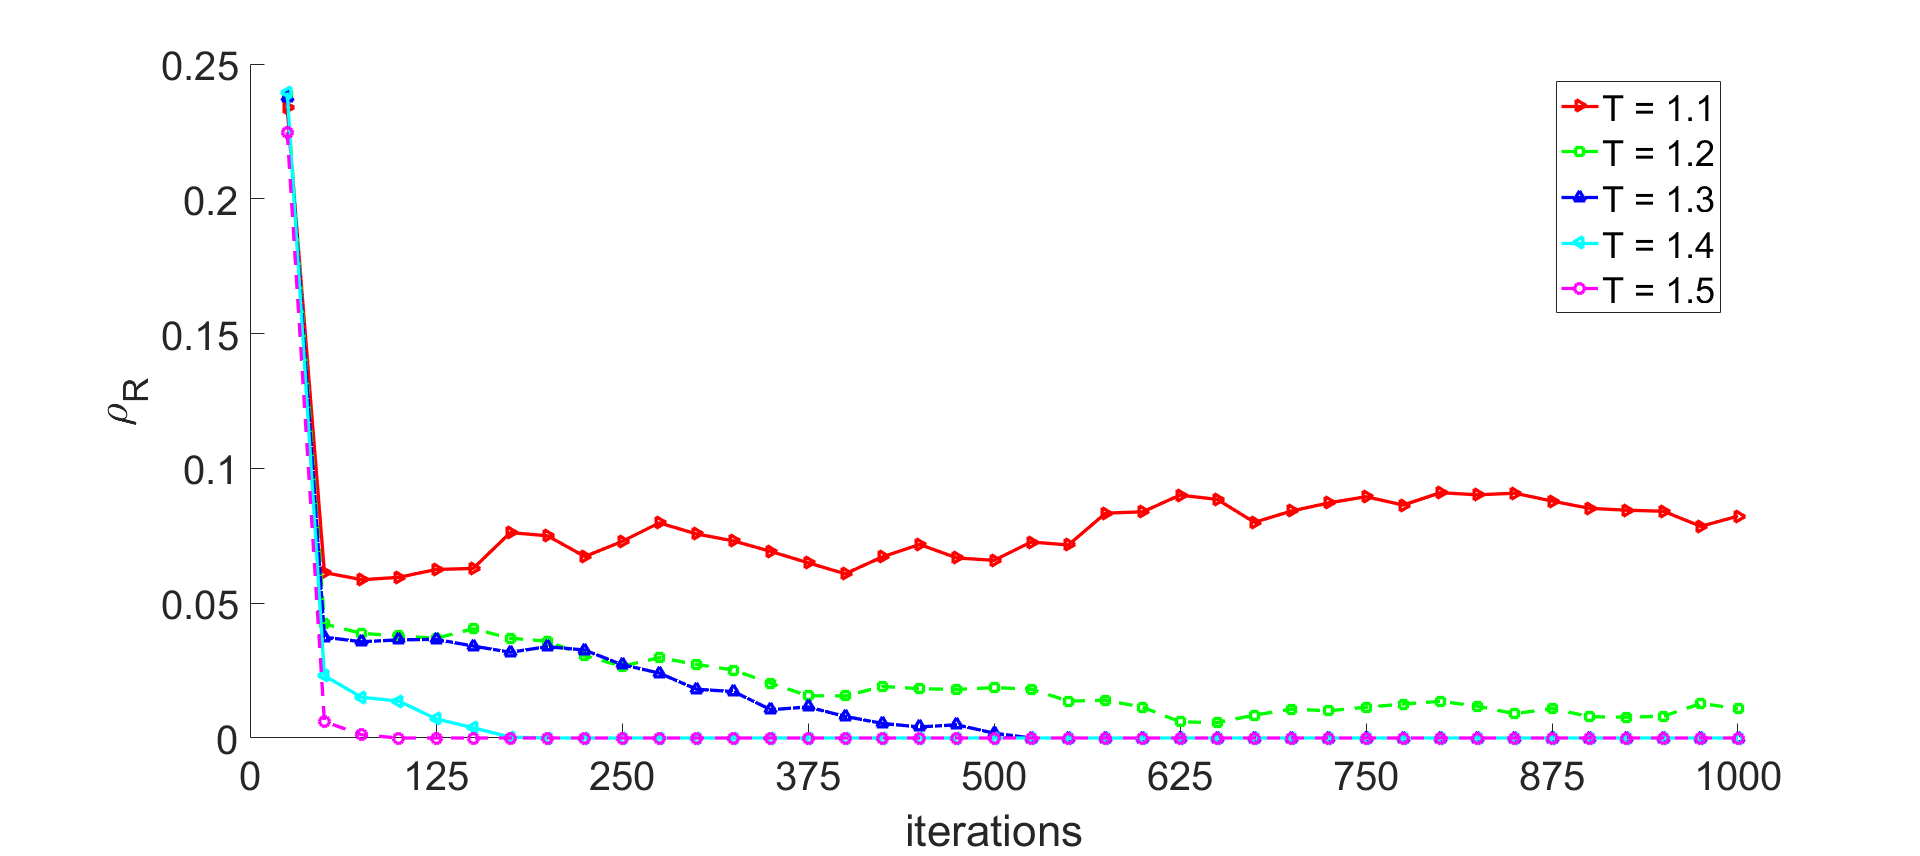 0.25
0.2
0.15
0.1
0.05
0
ρR
0 125 250 375 500 625 750 875 1000
iterations
T = 1.1
T = 1.2
T = 1.3
T = 1.4
T = 1.5